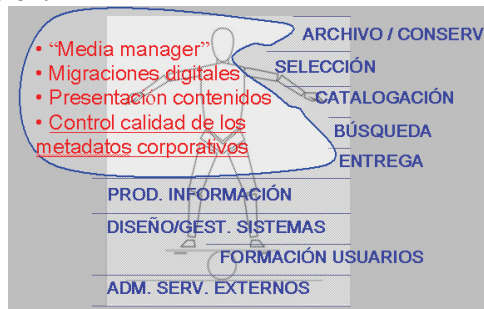 ARCHIVO / CONSERV
• “Media manager”
SELECCIÓN
• Migraciones digitales
• Presentación contenidos
CATALOGACIÓN
• Control calidad de los
metadatos corporativos
BÚSQUEDA
ENTREGA
PROD. INFORMACIÓN
DISEÑO/GEST. SISTEMAS
FORMACIÓN USUARIOS
ADM. SERV. EXTERNOS